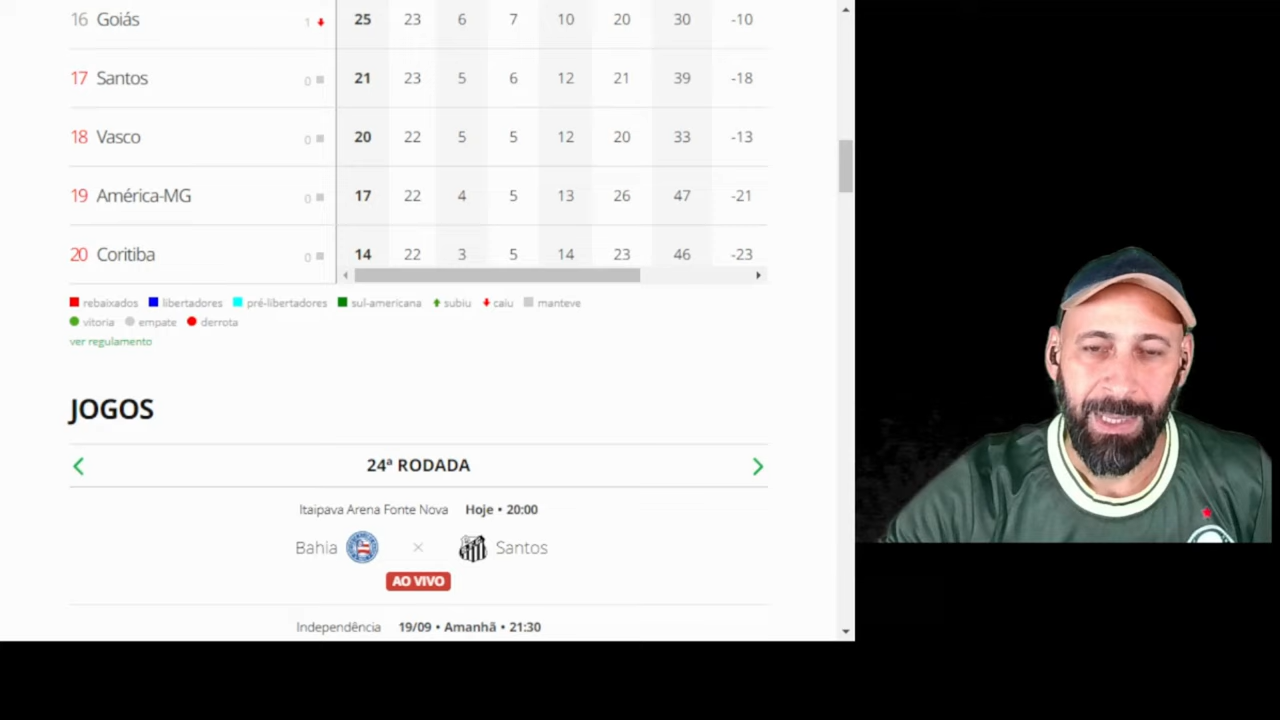 16 Goiás 1 25 23 6 7 10 20 30 -10
17 Santos 0 21 23 5 6 12 21 39 -18
18 Vasco 0 20 22 5 5 12 20 33 -13
19 América-MG 0 17 22 4 5 13 26 47 -21
20 Coritiba 0 14 22 3 5 14 23 46 -23
rebaixados libertadores pré-libertadores sul-americana subiu caiu manteve
vitória empate derrota
ver regulamento
JOGOS
24ª RODADA
Itaipava Arena Fonte Nova Hoje • 20:00
Bahia × Santos
AO VIVO
Independência 19/09 • Amanhã • 21:30